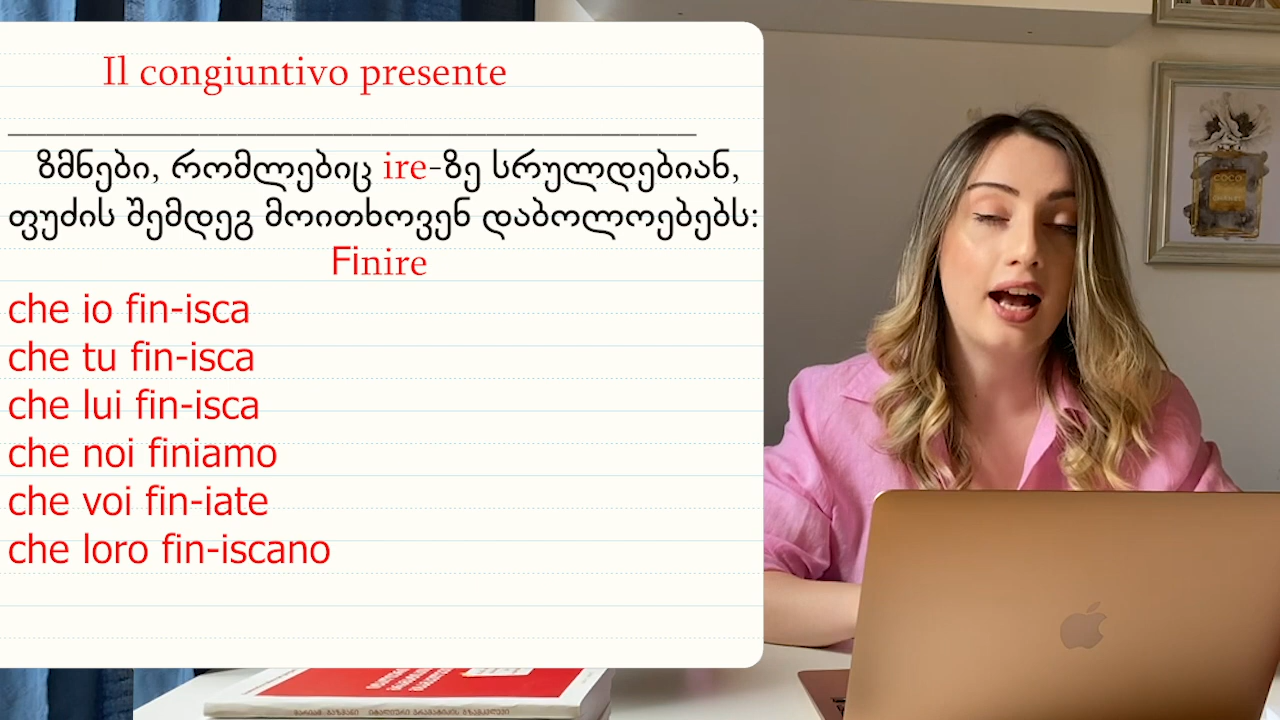 Il congiuntivo presente
ზმნები, რომლებიც ire-ზე სრულდებიან,
ფუძის შემდეგ მოითხოვენ დაბოლოებებს:
Finire
che io fin-isca
che tu fin-isca
che lui fin-isca
che noi finiamo
che voi fin-iate
che loro fin-iscano
COCO